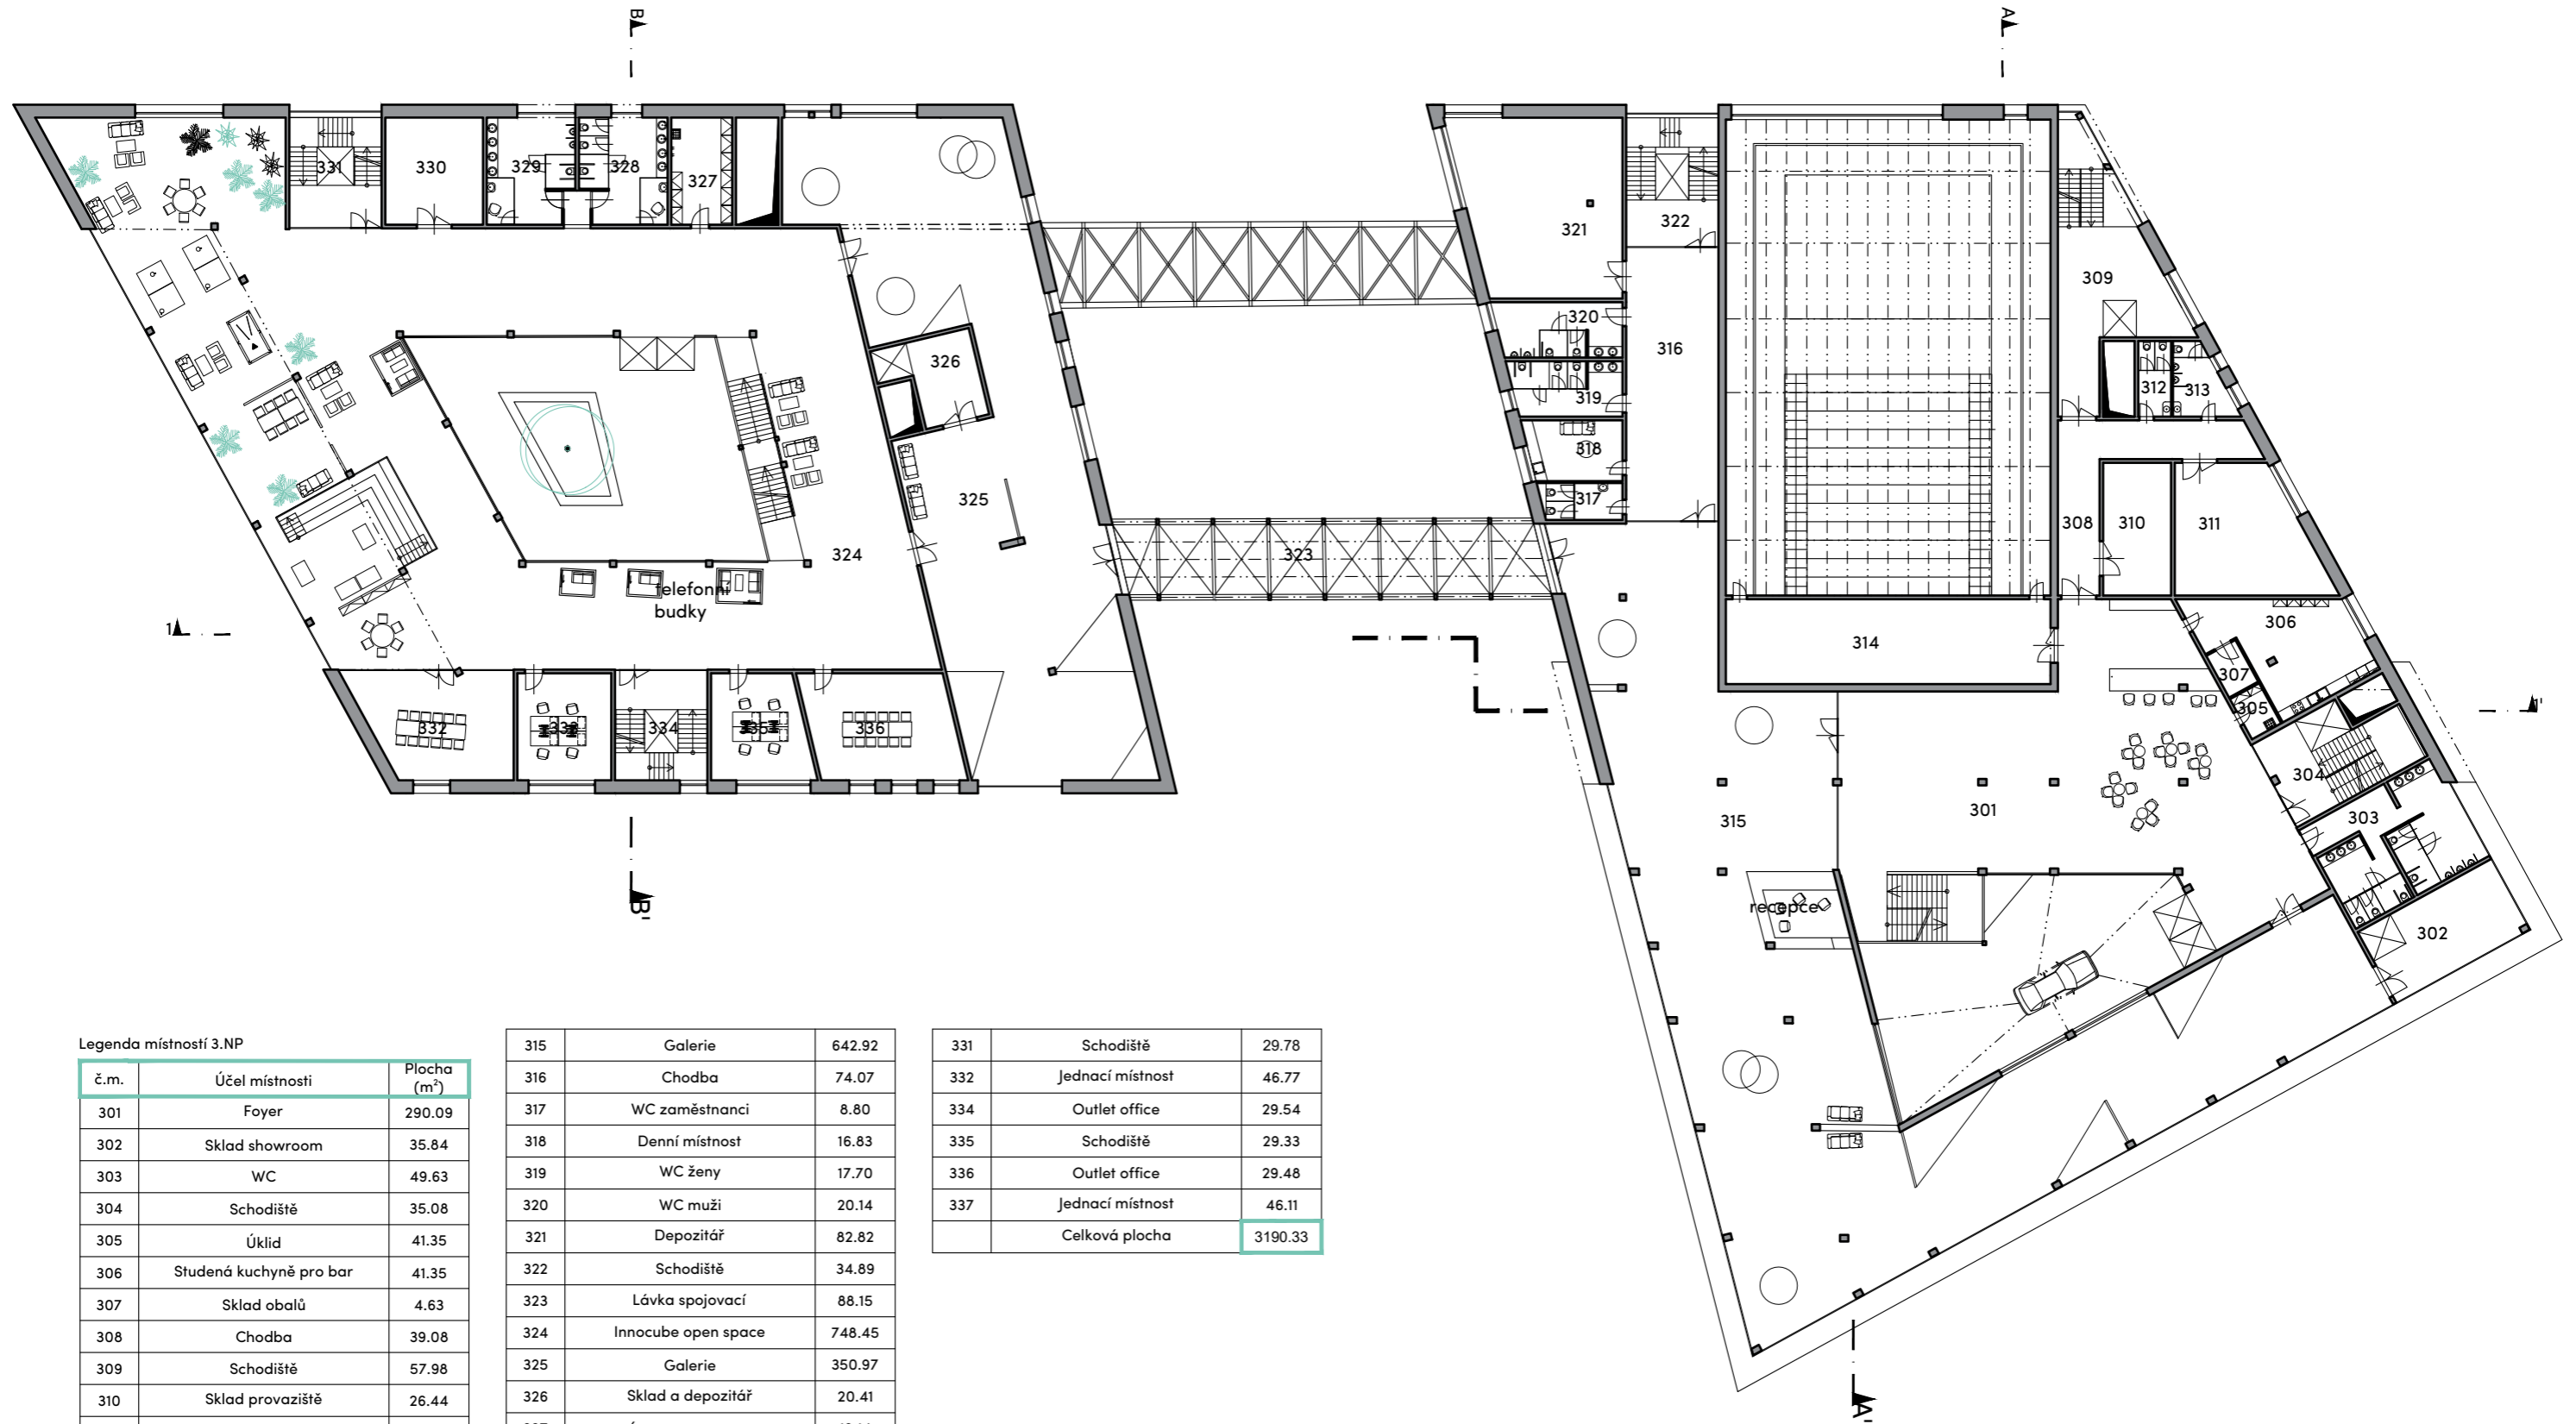 B
A
331
330
329
328
327
321
322
309
320
316
326
312
313
319
318
325
317
308
310
311
324
323
telefonní
budky
1
306
314
307
305
1'
332
333
334
335
336
304
301
303
315
recepce
B'
302
Legenda místností 3.NP
č.m. Účel místnosti Plocha (m²)
301 Foyer 290.09
302 Sklad showroom 35.84
303 WC 49.63
304 Schodiště 35.08
305 Úklid 41.35
306 Studená kuchyně pro bar 41.35
307 Sklad obalů 4.63
308 Chodba 39.08
309 Schodiště 57.98
310 Sklad provaziště 26.44
315 Galerie 642.92
316 Chodba 74.07
317 WC zaměstnanci 8.80
318 Denní místnost 16.83
319 WC ženy 17.70
320 WC muži 20.14
321 Depozitář 82.82
322 Schodiště 34.89
323 Lávka spojovací 88.15
324 Innocube open space 748.45
325 Galerie 350.97
326 Sklad a depozitář 20.41
331 Schodiště 29.78
332 Jednací místnost 46.77
334 Outlet office 29.54
335 Schodiště 29.33
336 Outlet office 29.48
337 Jednací místnost 46.11
Celková plocha 3190.33
A'